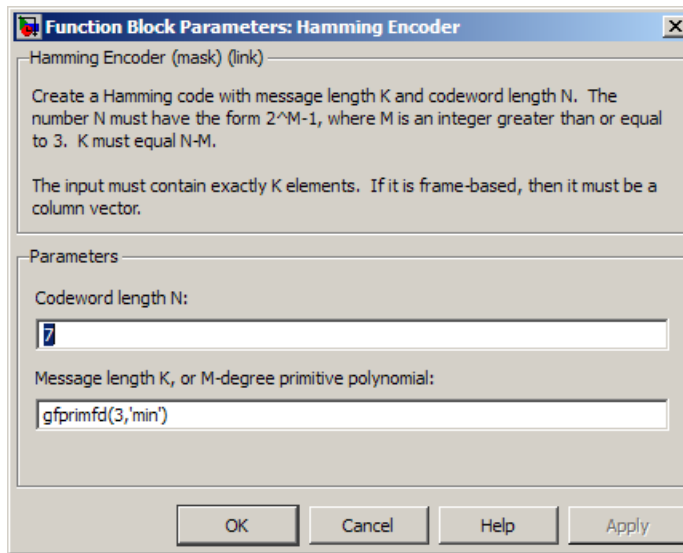 Function Block Parameters: Hamming Encoder
Hamming Encoder (mask) (link)
Create a Hamming code with message length K and codeword length N. The
number N must have the form 2^M-1, where M is an integer greater than or equal
to 3. K must equal N-M.
The input must contain exactly K elements. If it is frame-based, then it must be a
column vector.
Parameters
Codeword length N:
7
Message length K, or M-degree primitive polynomial:
gfprimfd(3,'min')
OK Cancel Help Apply